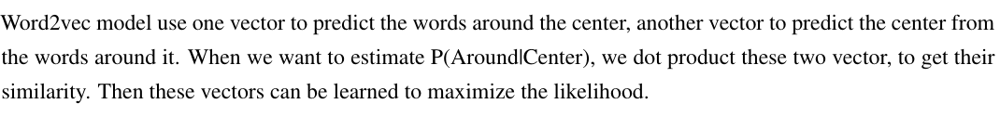 Word2vec model use one vector to predict the words around the center, another vector to predict the center from
the words around it. When we want to estimate P(Around|Center), we dot product these two vector, to get their
similarity. Then these vectors can be learned to maximize the likelihood.